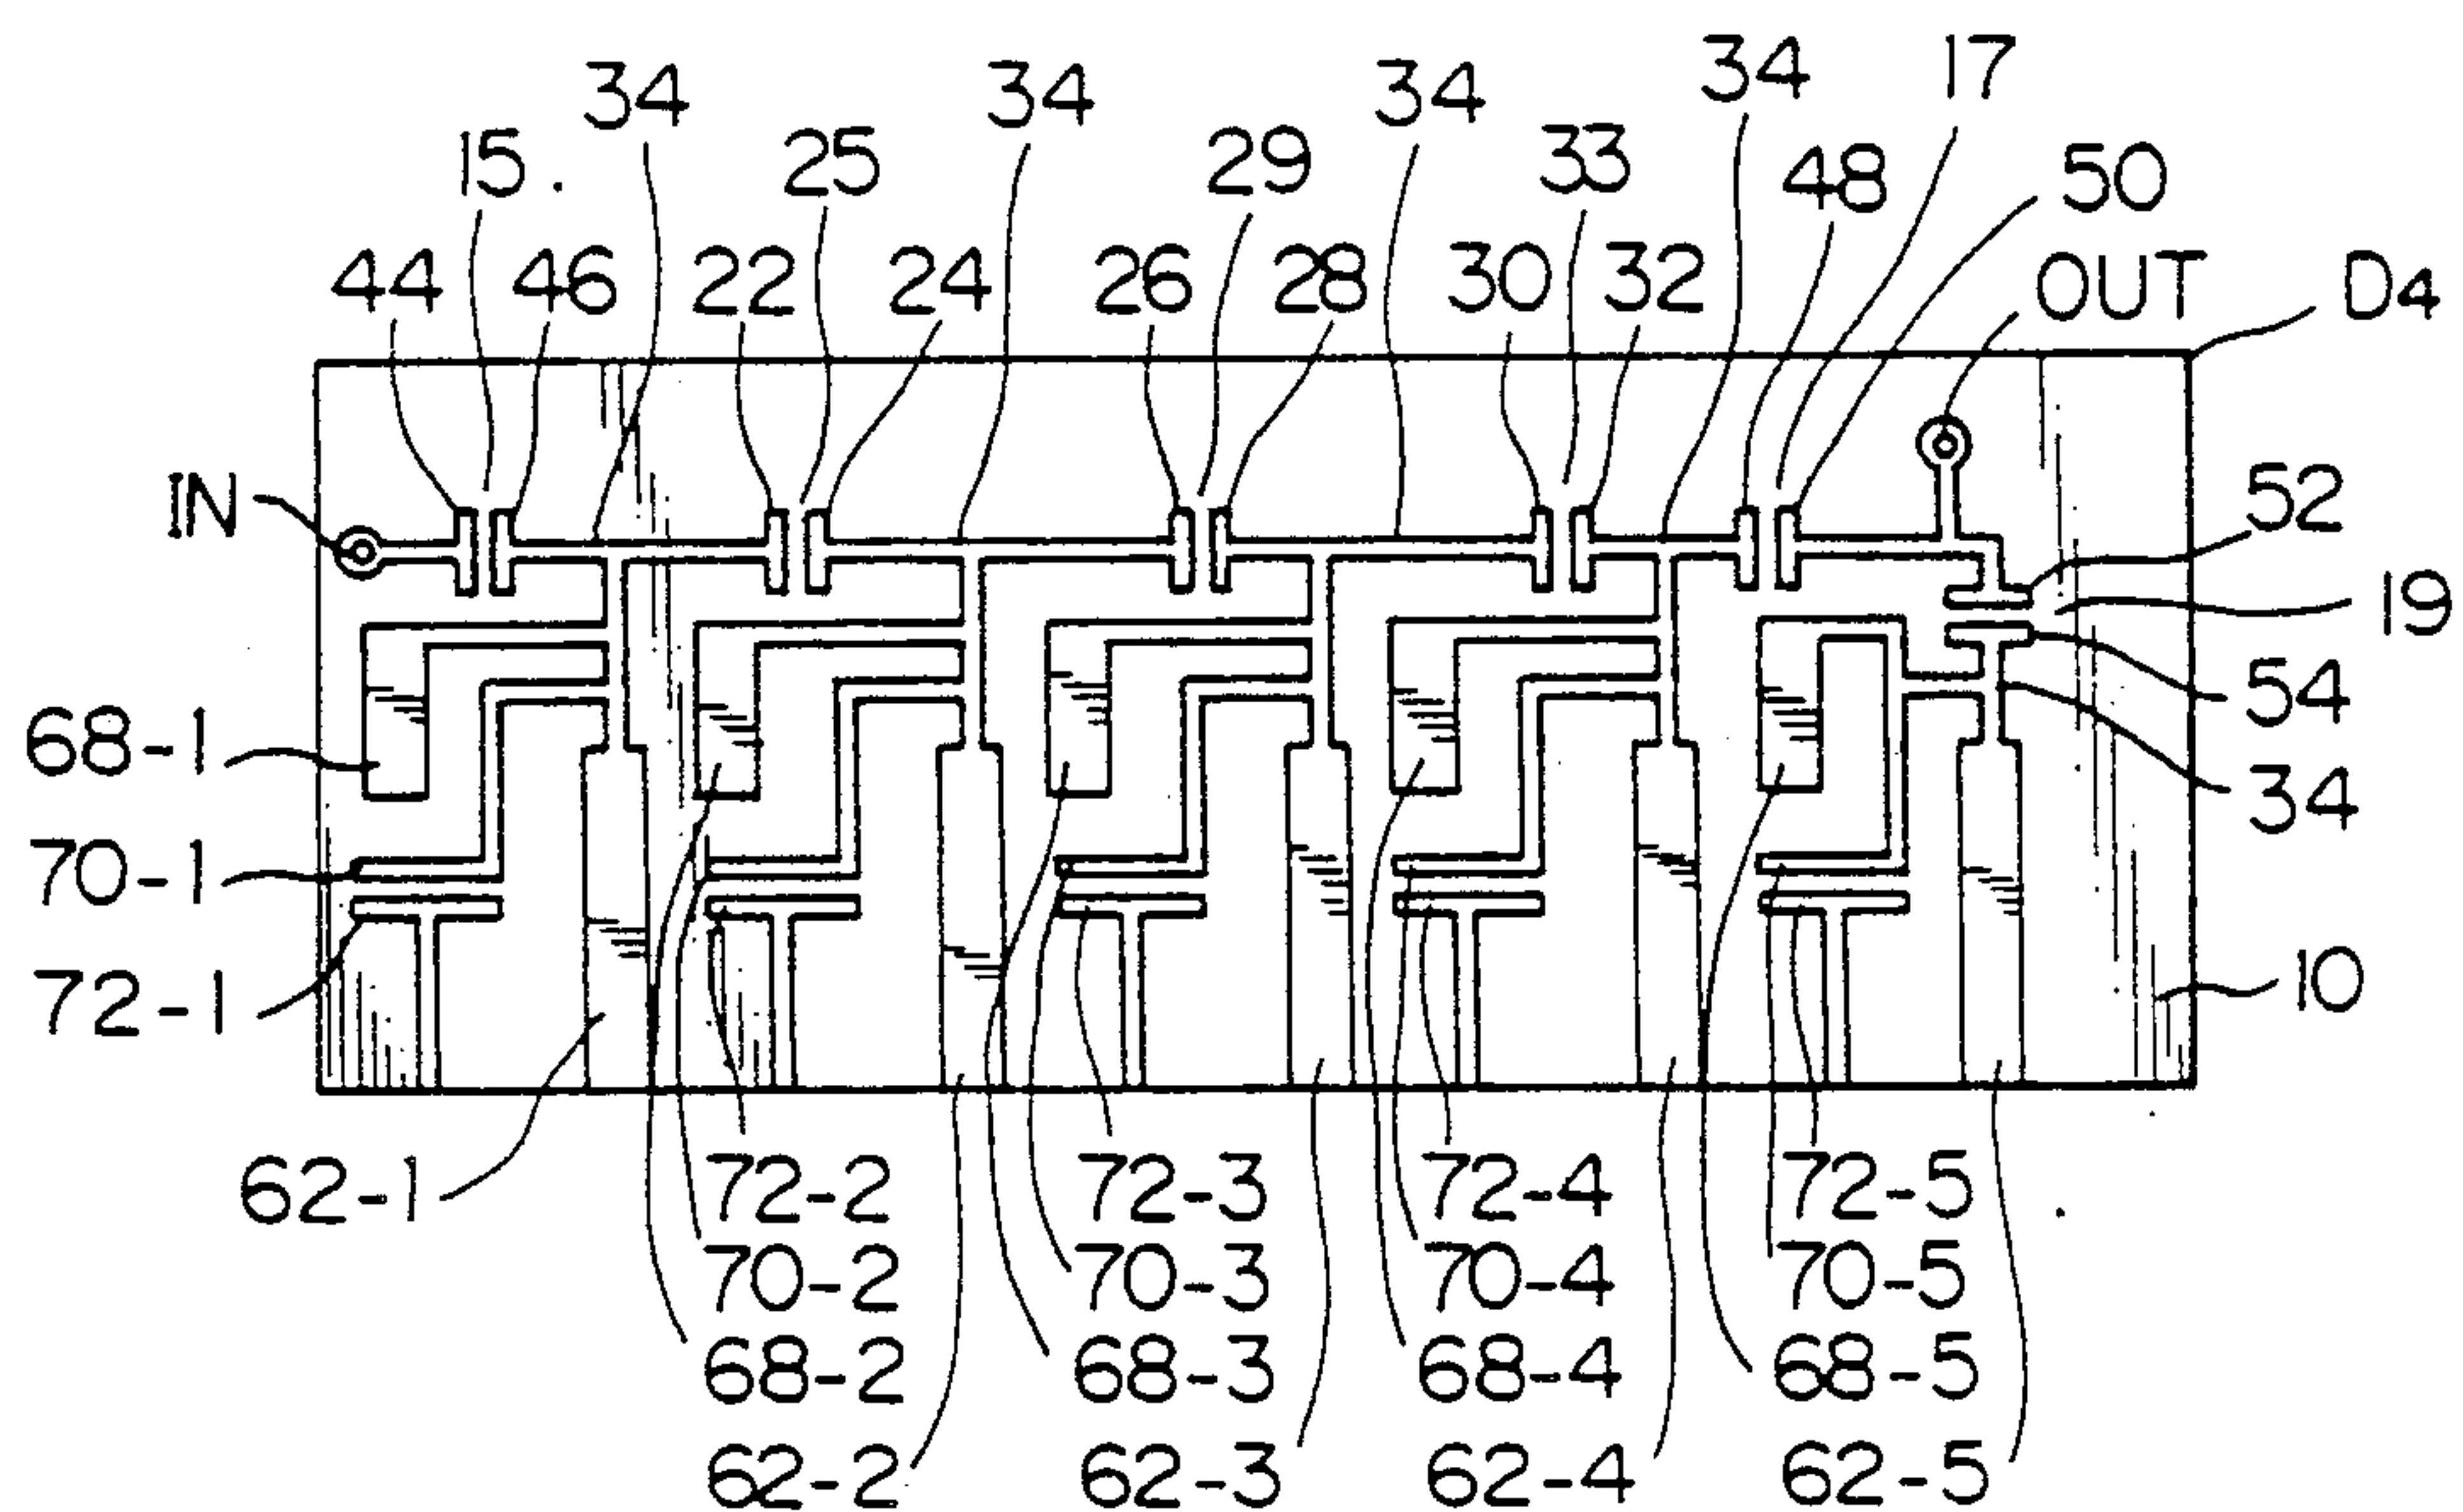 34 34 34 34 17
15 25 29 33 48 50
44 46 22 24 26 28 30 32 OUT D4
IN 52
19
68-1 54
70-1 34
72-1 10
62-1 72-2 72-3 72-4 72-5
70-2 70-3 70-4 70-5
68-2 68-3 68-4 68-5
62-2 62-3 62-4 62-5